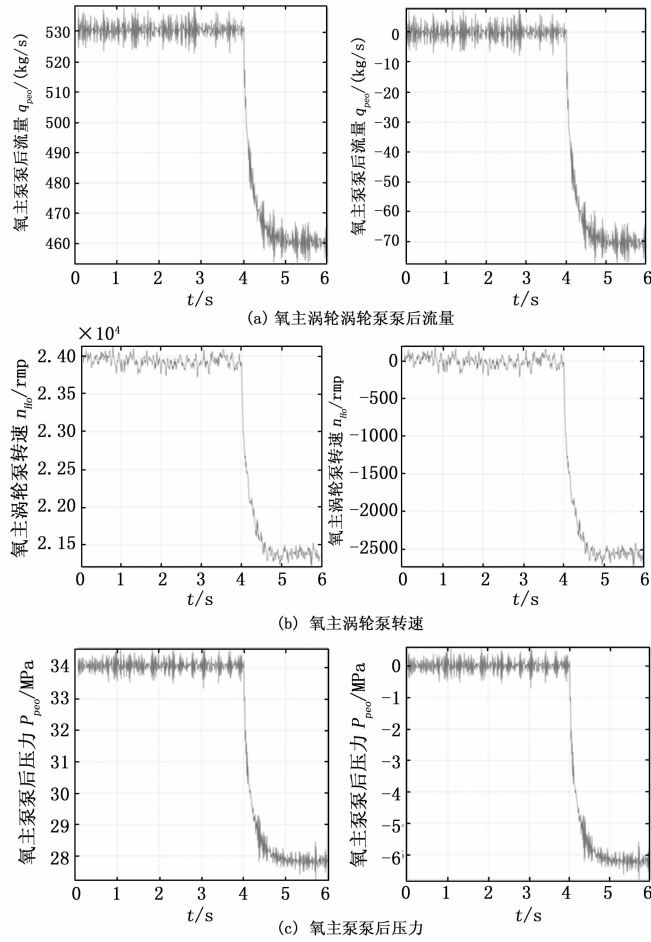 氧主泵泵后流量 q_peo/(kg/s)
530
520
510
500
490
480
470
460
0 1 2 3 4 5 6
t/s
氧主泵泵后流量 q_peo/(kg/s)
0
−10
−20
−30
−40
−50
−60
−70
0 1 2 3 4 5 6
t/s
(a) 氧主涡轮涡轮泵泵后流量
×10⁴
氧主涡轮泵转速 n_Ho/rmp
2.40
2.40
2.30
2.20
2.20
2.15
0 1 2 3 4 5 6
t/s
氧主涡轮泵转速 n_Ho/rmp
0
−500
−1000
−1500
−2000
−2500
0 1 2 3 4 5 6
t/s
(b) 氧主涡轮泵转速
氧主泵泵后压力 P_peo/MPa
34
33
32
31
30
29
28
0 1 2 3 4 5 6
t/s
氧主泵泵后压力 P_peo/MPa
0
−1
−2
−3
−4
−5
−6
0 1 2 3 4 5 6
t/s
(c) 氧主泵泵后压力